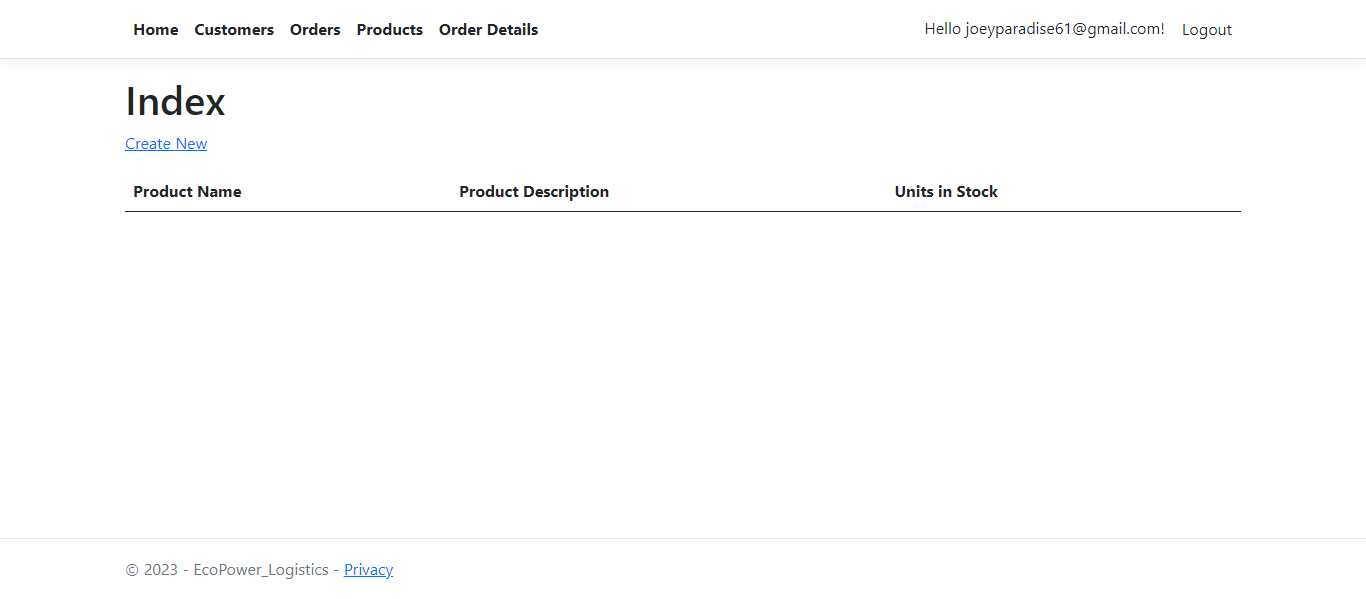 Home Customers Orders Products Order Details Hello joeyparadise61@gmail.com! Logout
Index
Create New
Product Name Product Description Units in Stock
© 2023 - EcoPower_Logistics - Privacy